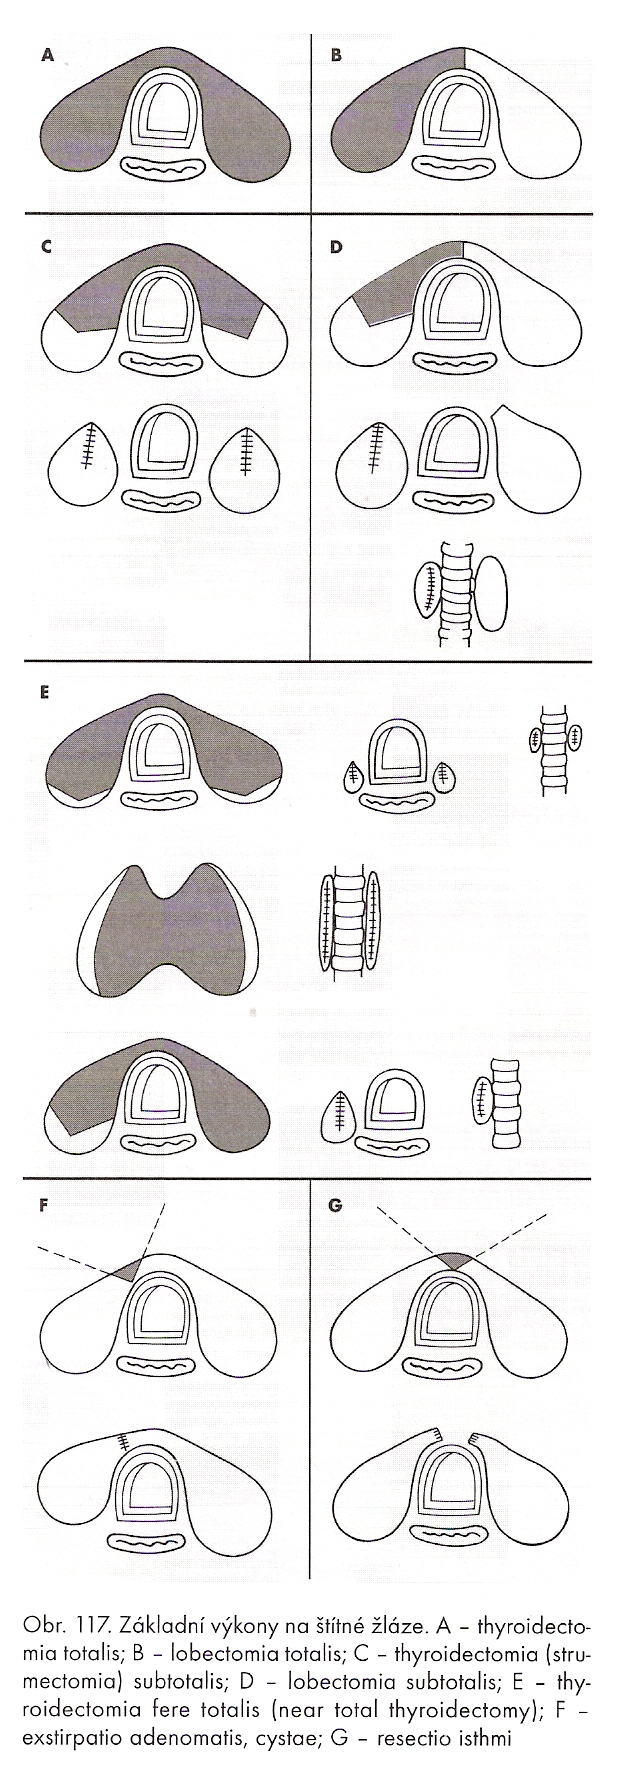 A
B
C
D
E
F
G
Obr. 117. Základní výkony na štítné žláze. A – thyroidecto-
mia totalis; B – lobectomia totalis; C – thyroidectomia (stru-
mectomia) subtotalis; D – lobectomia subtotalis; E – thy-
roidectomia fere totalis (near total thyroidectomy); F –
exstirpatio adenomatis, cystae; G – resectio isthmi